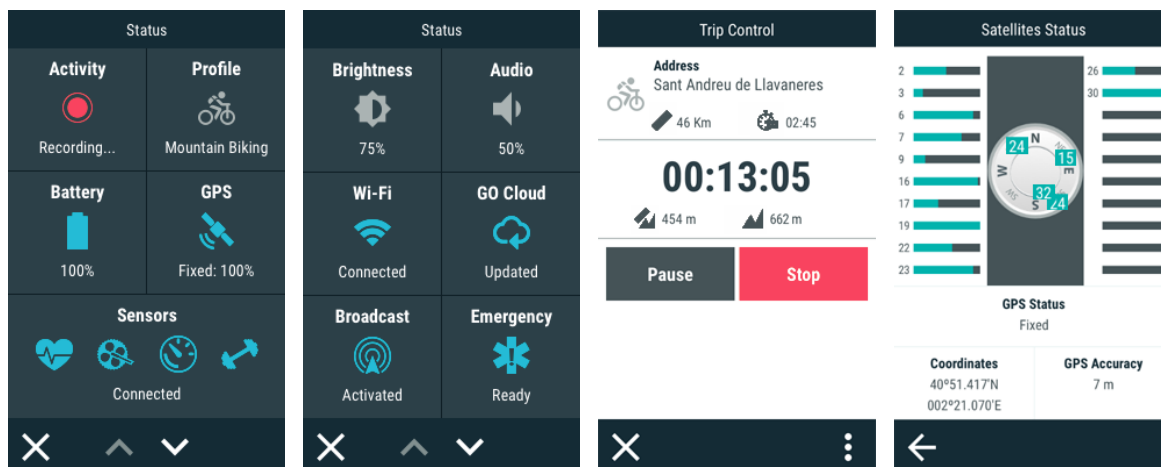 Status
Activity Profile
Recording... Mountain Biking
Battery GPS
100% Fixed: 100%
Sensors
Connected
Status
Brightness Audio
75% 50%
Wi-Fi GO Cloud
Connected Updated
Broadcast Emergency
Activated Ready
Trip Control
Address
Sant Andreu de Llavaneres
46 Km 02:45
00:13:05
454 m 662 m
Pause Stop
Satellites Status
2 26
3 30
6
7
9
16
17
19
22
23
24 N
15
W E
SW 32
S 24
GPS Status
Fixed
Coordinates GPS Accuracy
40º51.417'N 7 m
002º21.070'E